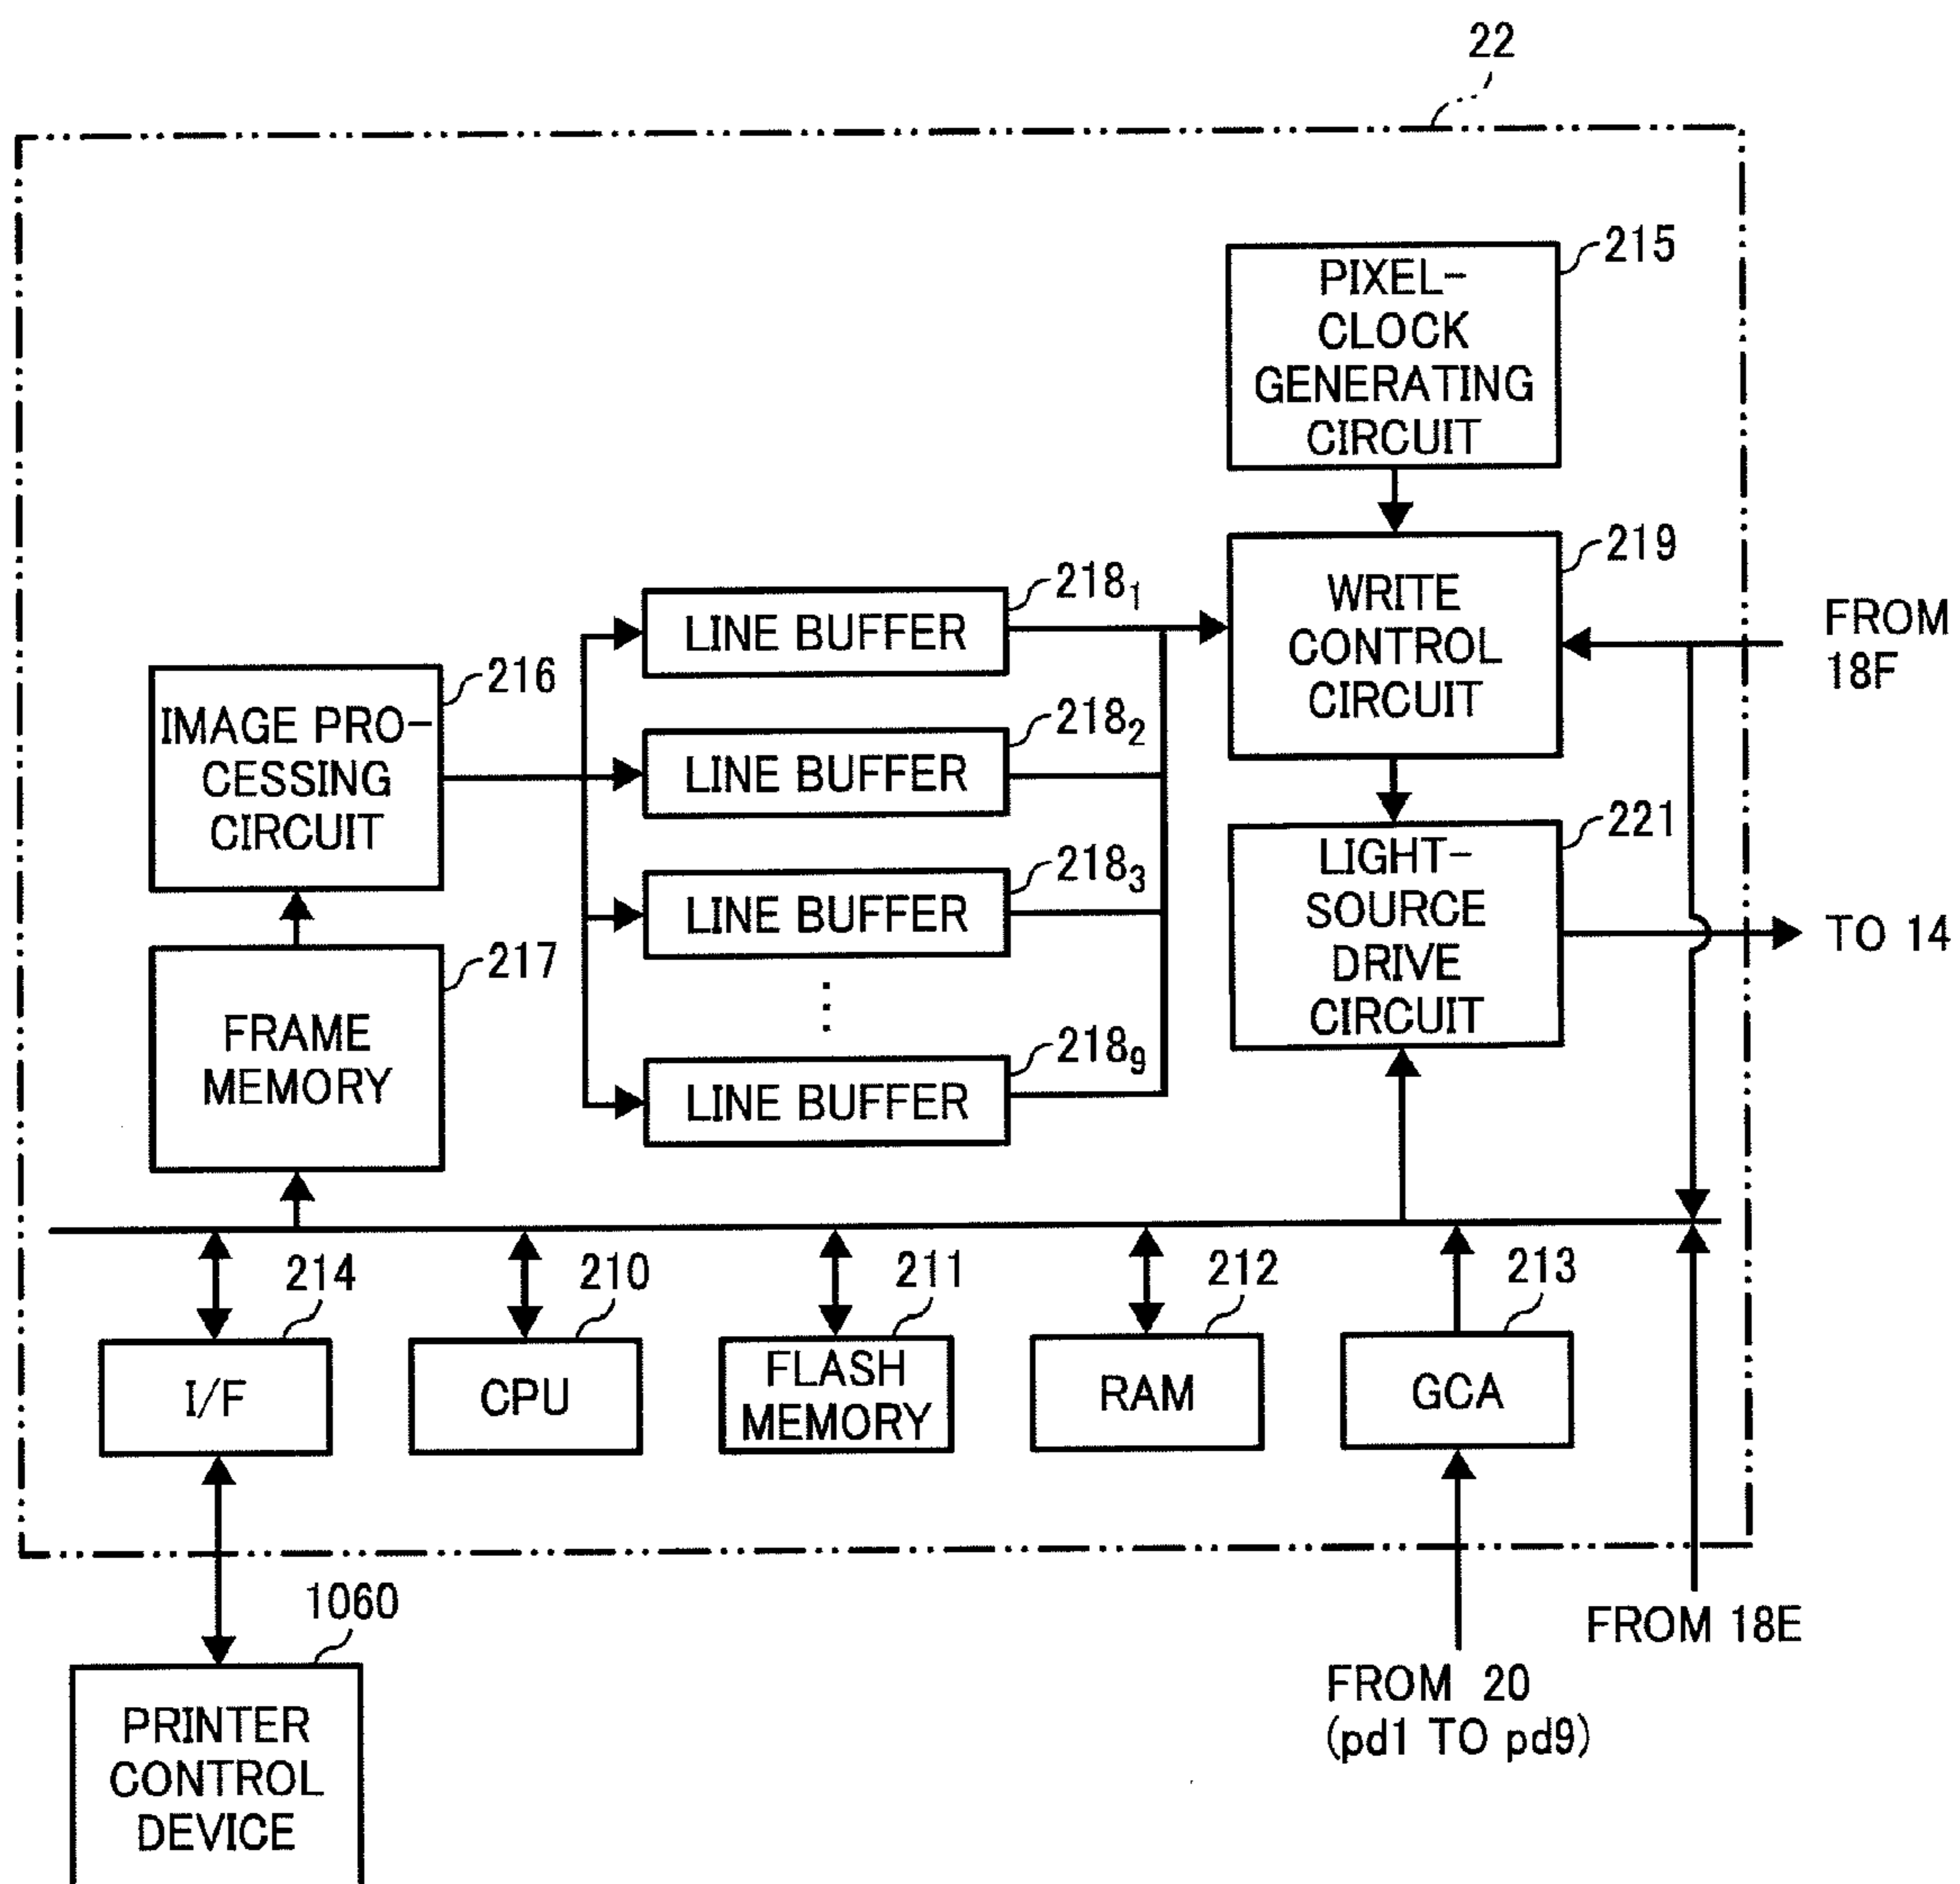 22
PIXEL-
CLOCK
GENERATING
CIRCUIT
215
WRITE
CONTROL
CIRCUIT
219
FROM
18F
LIGHT-
SOURCE
DRIVE
CIRCUIT
221
TO 14
LINE BUFFER
218₁
LINE BUFFER
218₂
LINE BUFFER
218₃
⋮
LINE BUFFER
218₉
IMAGE PRO-
CESSING
CIRCUIT
216
FRAME
MEMORY
217
214
I/F
210
CPU
211
FLASH
MEMORY
212
RAM
213
GCA
FROM 18E
FROM 20
(pd1 TO pd9)
1060
PRINTER
CONTROL
DEVICE